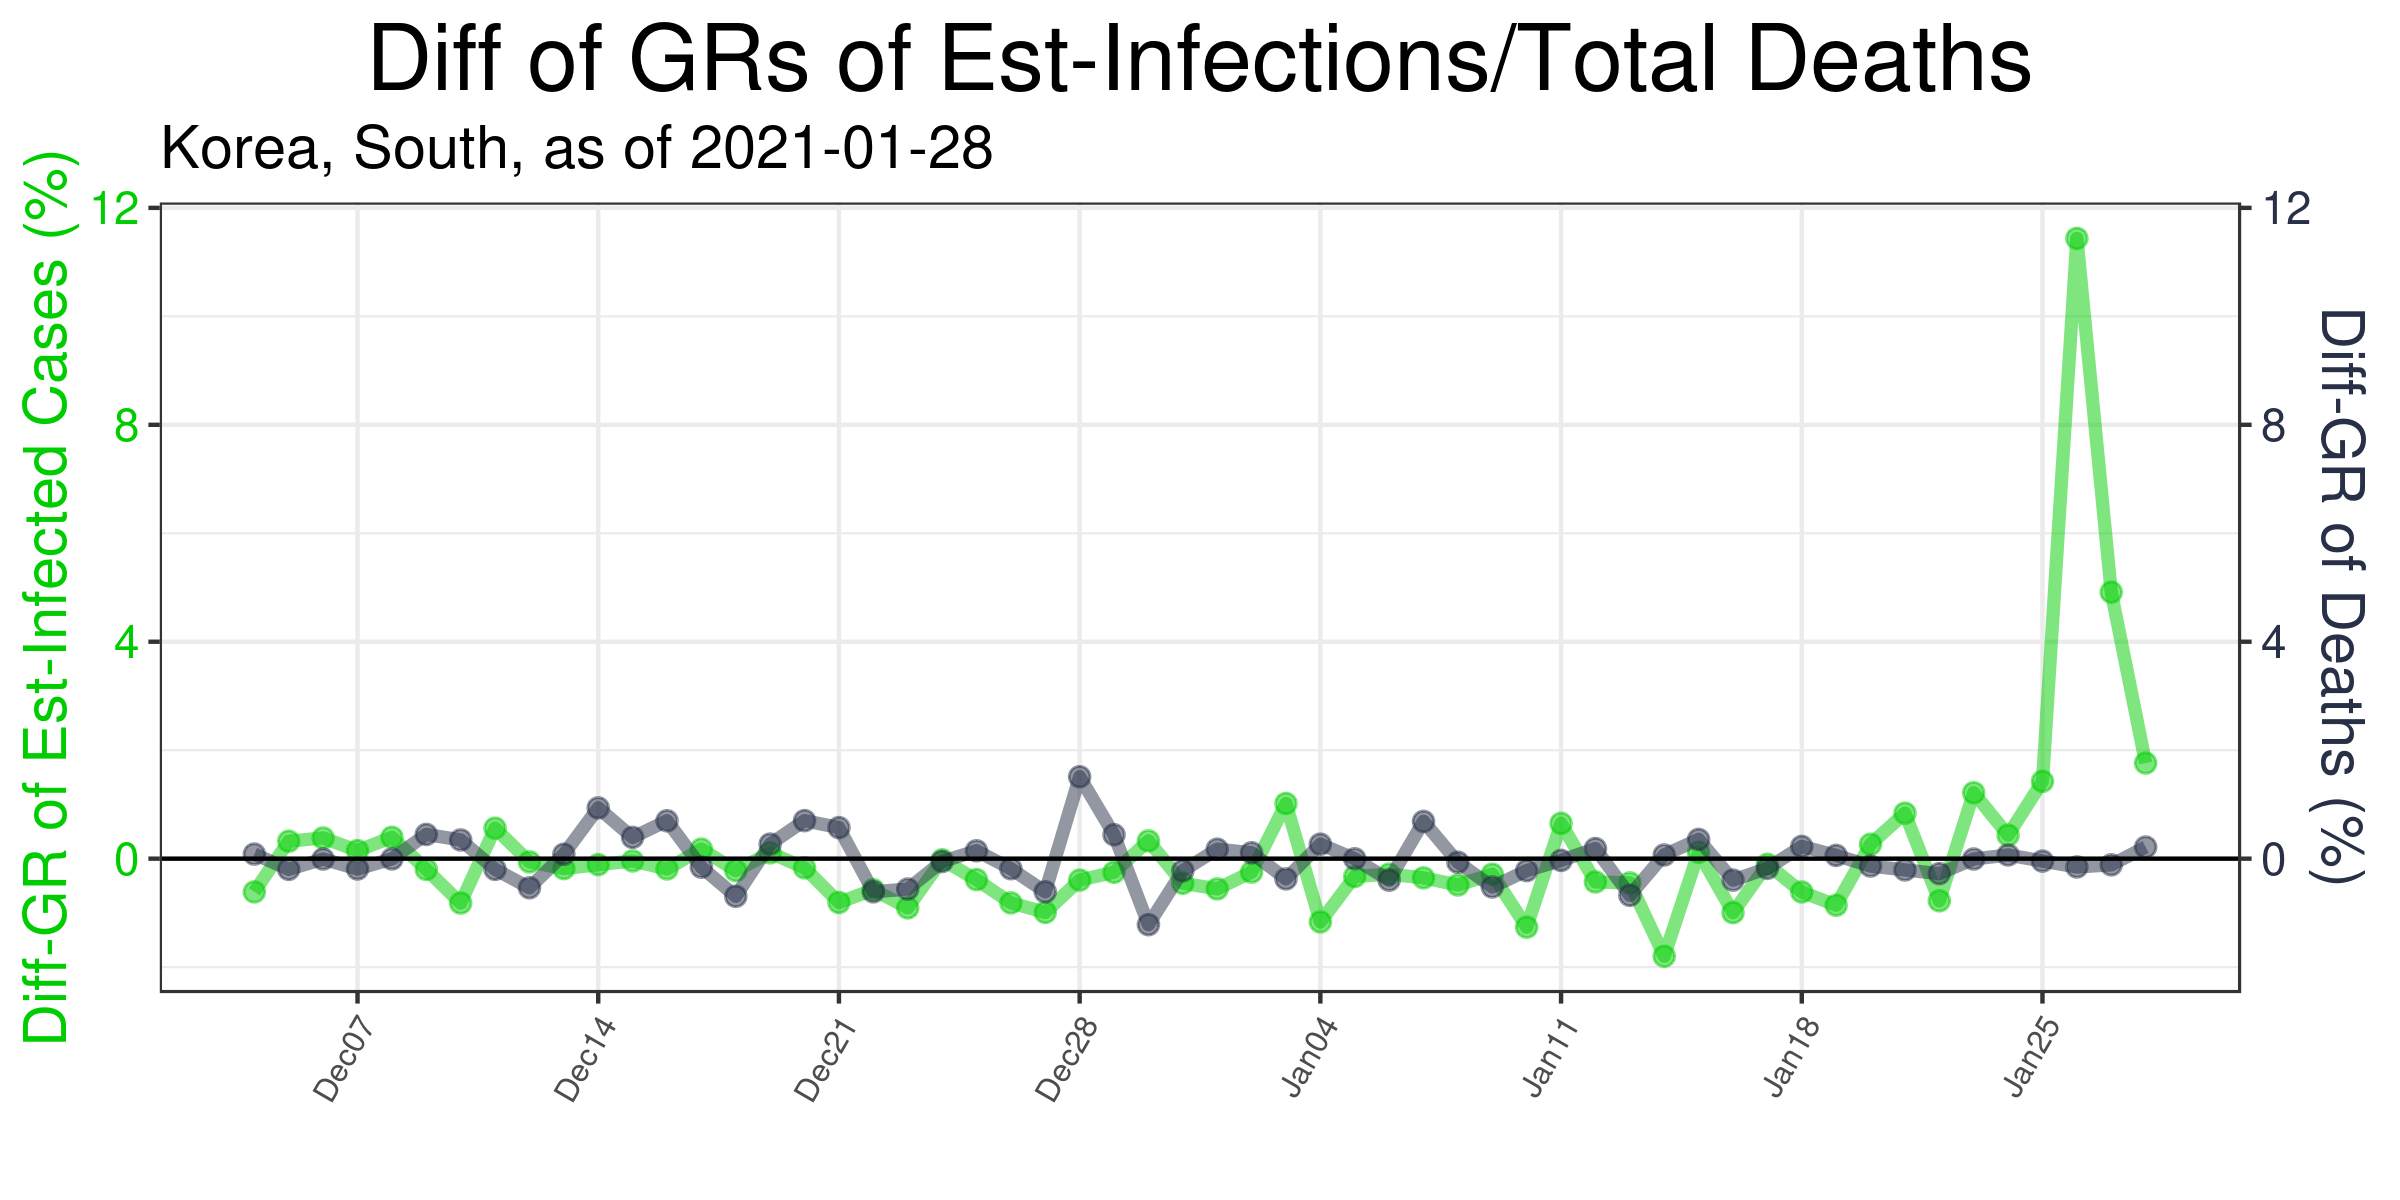 Diff of GRs of Est-Infections/Total Deaths
Korea, South, as of 2021-01-28
Diff-GR of Est-Infected Cases (%)
12
8
4
0
12
8
4
0
Diff-GR of Deaths (%)
Dec07
Dec14
Dec21
Dec28
Jan04
Jan11
Jan18
Jan25